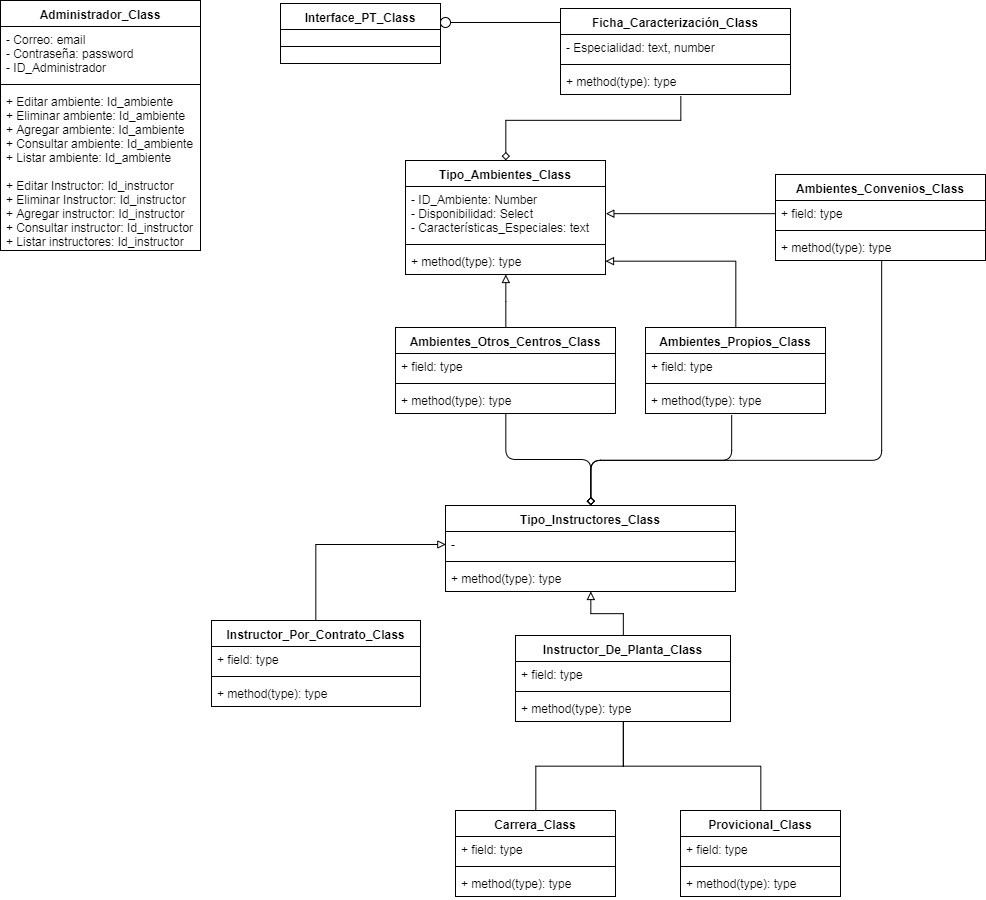 Administrador_Class
- Correo: email
- Contraseña: password
- ID_Administrador
+ Editar ambiente: Id_ambiente
+ Eliminar ambiente: Id_ambiente
+ Agregar ambiente: Id_ambiente
+ Consultar ambiente: Id_ambiente
+ Listar ambiente: Id_ambiente
+ Editar Instructor: Id_instructor
+ Eliminar Instructor: Id_instructor
+ Agregar instructor: Id_instructor
+ Consultar instructor: Id_instructor
+ Listar instructores: Id_instructor
Interface_PT_Class
Ficha_Caracterización_Class
- Especialidad: text, number
+ method(type): type
Tipo_Ambientes_Class
- ID_Ambiente: Number
- Disponibilidad: Select
- Características_Especiales: text
+ method(type): type
Ambientes_Convenios_Class
+ field: type
+ method(type): type
Ambientes_Otros_Centros_Class
+ field: type
+ method(type): type
Ambientes_Propios_Class
+ field: type
+ method(type): type
Tipo_Instructores_Class
-
+ method(type): type
Instructor_Por_Contrato_Class
+ field: type
+ method(type): type
Instructor_De_Planta_Class
+ field: type
+ method(type): type
Carrera_Class
+ field: type
+ method(type): type
Provicional_Class
+ field: type
+ method(type): type